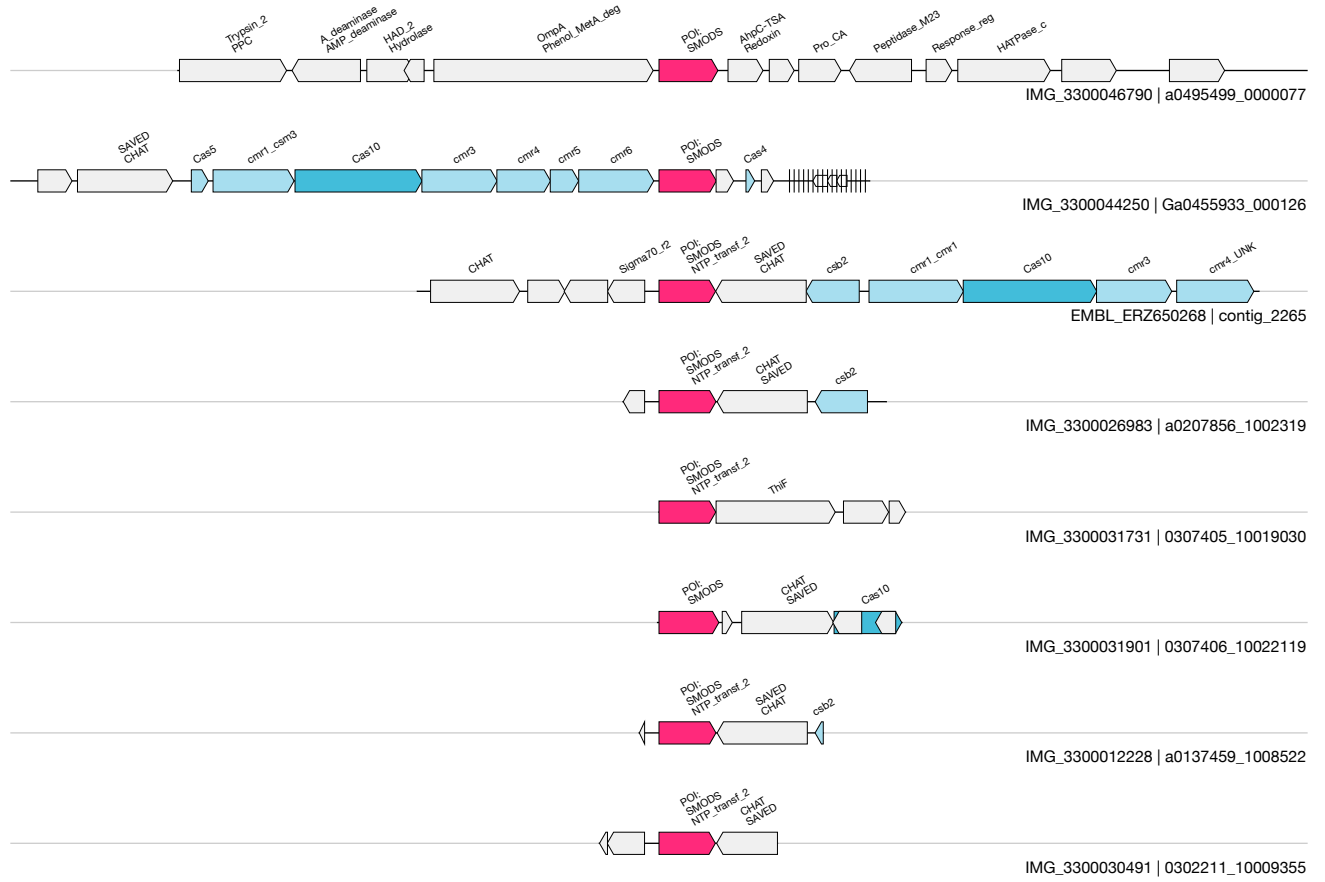 Trypsin_2
PPC
A_deaminase
AMP_deaminase
HAD_2
Hydrolase
OmpA
Phenol_MetA_deg
POI:
SMODS
AhpC-TSA
Redoxin
Pro_CA
Peptidase_M23
Response_reg
HATPase_c
IMG_3300046790 | a0495499_0000077
SAVED
CHAT
Cas5
cmr1_csm3
Cas10
cmr3
cmr4
cmr5
cmr6
POI:
SMODS
Cas4
IMG_3300044250 | Ga0455933_000126
CHAT
Sigma70_r2
POI:
SMODS
NTP_transf_2
SAVED
CHAT
csb2
cmr1_cmr1
Cas10
cmr3
cmr4_UNK
EMBL_ERZ650268 | contig_2265
POI:
SMODS
NTP_transf_2
CHAT
SAVED
csb2
IMG_3300026983 | a0207856_1002319
POI:
SMODS
NTP_transf_2
ThiF
IMG_3300031731 | 0307405_10019030
POI:
SMODS
CHAT
SAVED
Cas10
IMG_3300031901 | 0307406_10022119
POI:
SMODS
NTP_transf_2
SAVED
CHAT
csb2
IMG_3300012228 | a0137459_1008522
POI:
SMODS
NTP_transf_2
CHAT
SAVED
IMG_3300030491 | 0302211_10009355